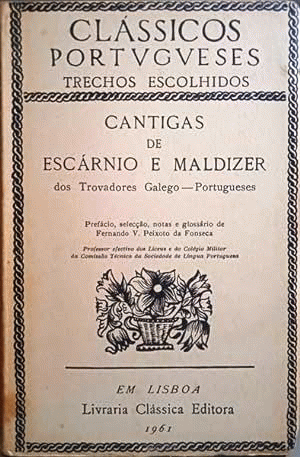 CLÁSSICOS
PORTVGVESES
TRECHOS ESCOLHIDOS
CANTIGAS
DE
ESCÁRNIO E MALDIZER
dos Trovadores Galego — Portugueses
Prefácio, selecção, notas e glossário de
Fernando V. Peixoto da Fonseca
Professor efectivo dos Liceus e do Colégio Militar
da Comissão Técnica da Sociedade de Língua Portuguesa
EM LISBOA
Livraria Clássica Editora
1961